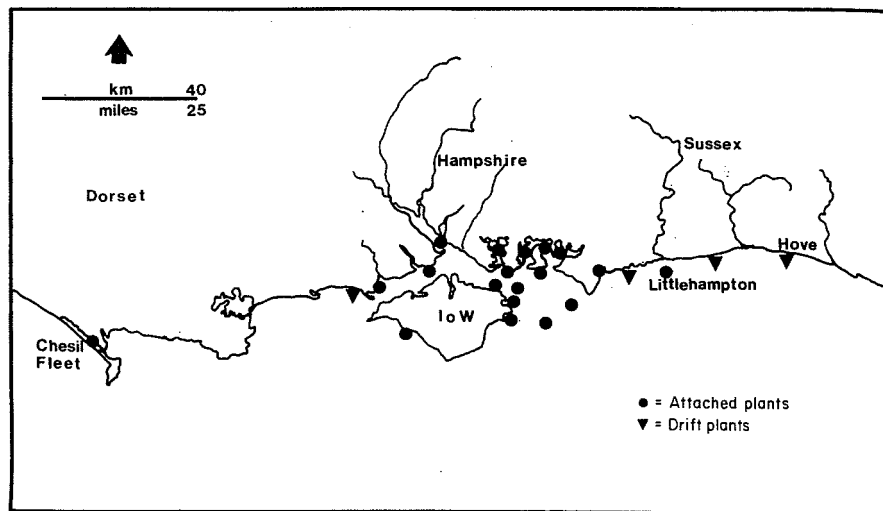 km 40
miles 25
Hampshire
Sussex
Dorset
Hove
Littlehampton
IoW
Chesil
Fleet
● = Attached plants
▼ = Drift plants